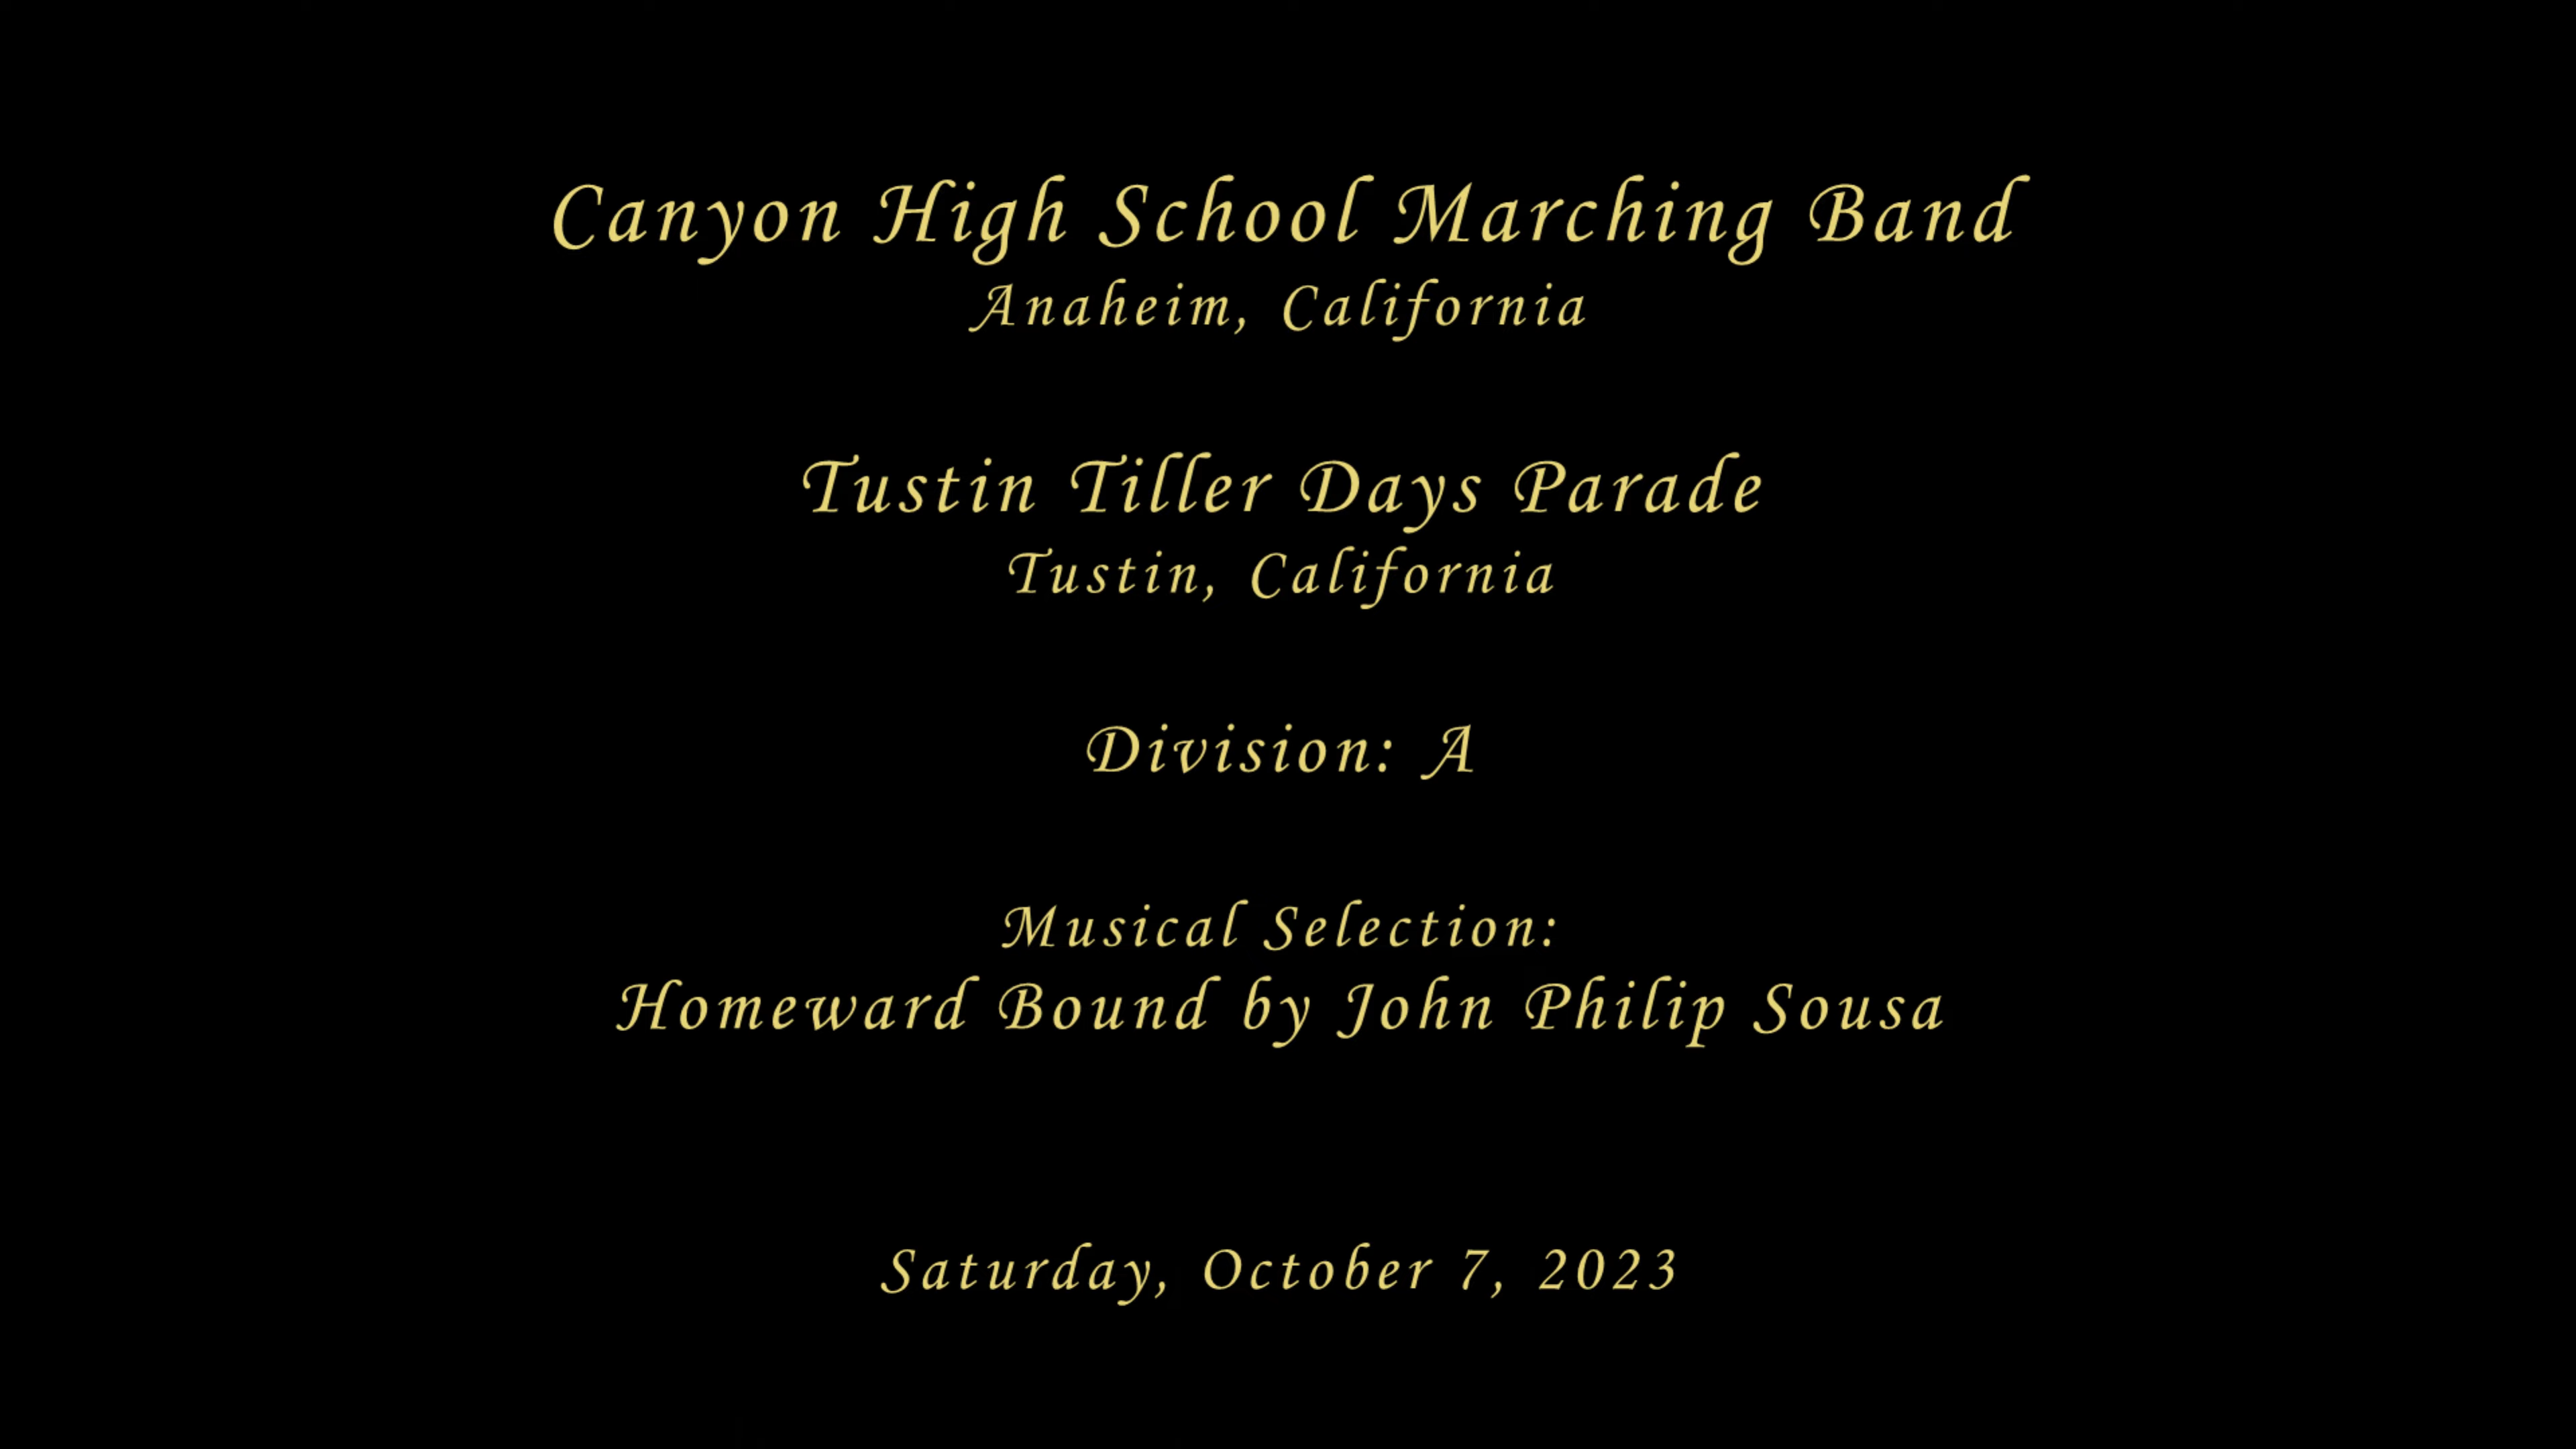 Canyon High School Marching Band
Anaheim, California
Tustin Tiller Days Parade
Tustin, California
Division: A
Musical Selection:
Homeward Bound by John Philip Sousa
Saturday, October 7, 2023